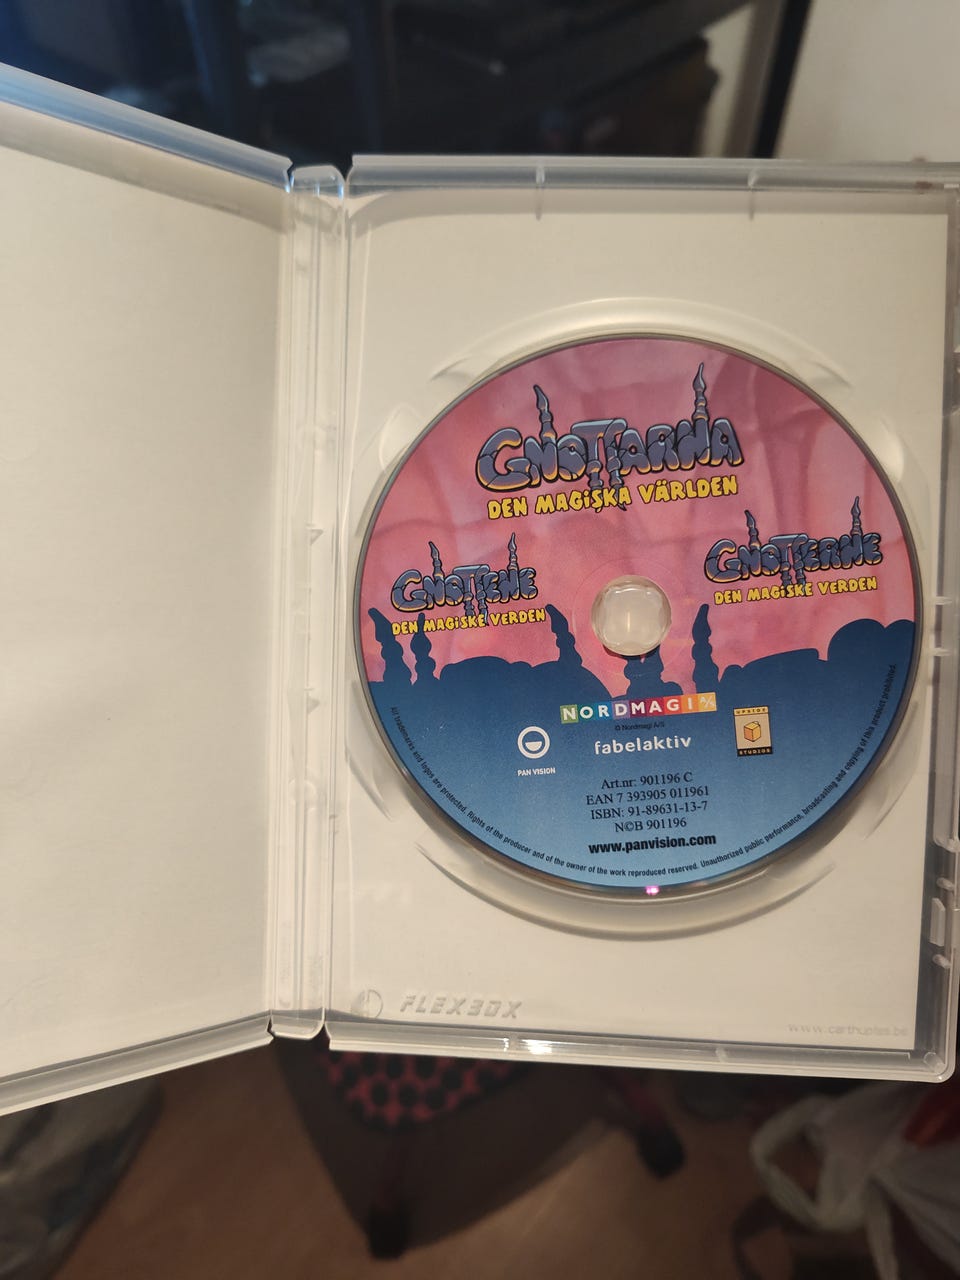 GNOTTARNA
DEN MAGISKA VÄRLDEN
GNOTTENE
DEN MAGISKE VERDEN
GNOTTERNE
DEN MAGISKE VERDEN
NORDMAGI A/S
© Nordmagi A/S
PAN VISION
fabelaktiv
UPSIDE
STUDIOS
Art.nr: 901196 C
EAN 7 393905 011961
ISBN: 91-89631-13-7
N©B 901196
www.panvision.com
All trademarks and logos are protected. Rights of the producer and of the owner of the work reproduced reserved. Unauthorized public performance, broadcasting and copying of this product prohibited.
FLEXBOX
www.carthuplas.be